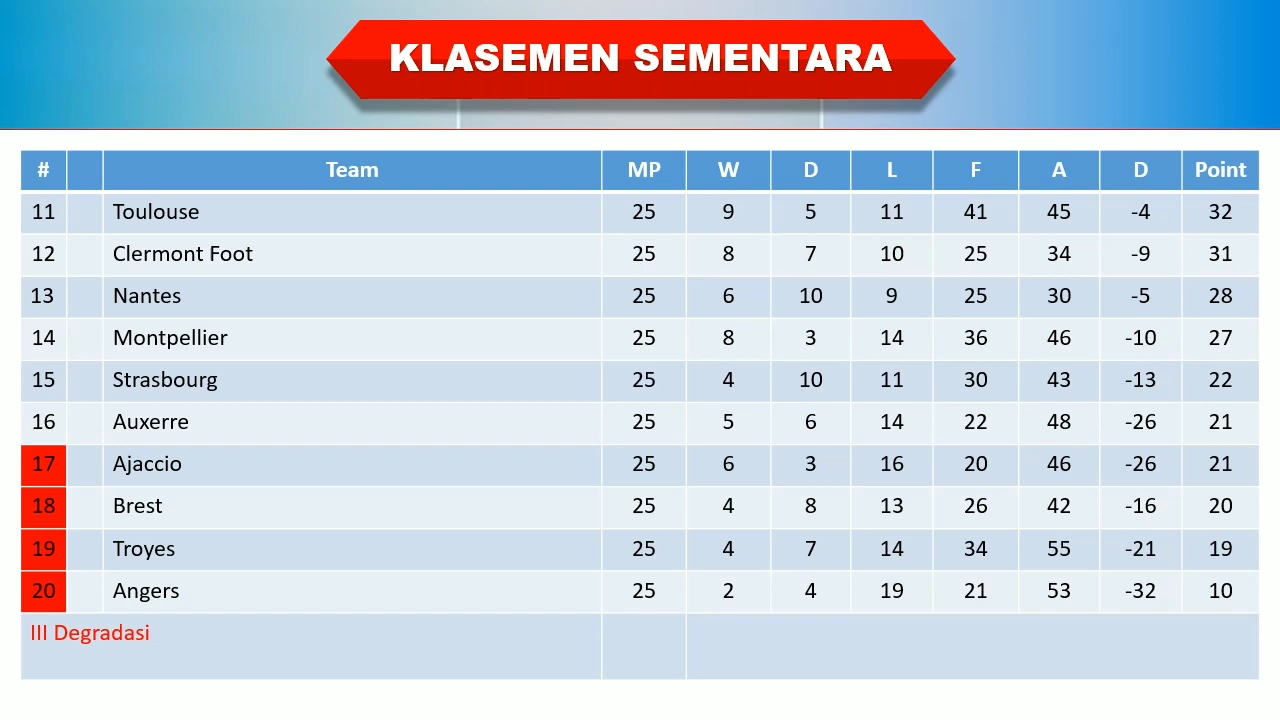 KLASEMEN SEMENTARA
# Team MP W D L F A D Point
11 Toulouse 25 9 5 11 41 45 -4 32
12 Clermont Foot 25 8 7 10 25 34 -9 31
13 Nantes 25 6 10 9 25 30 -5 28
14 Montpellier 25 8 3 14 36 46 -10 27
15 Strasbourg 25 4 10 11 30 43 -13 22
16 Auxerre 25 5 6 14 22 48 -26 21
17 Ajaccio 25 6 3 16 20 46 -26 21
18 Brest 25 4 8 13 26 42 -16 20
19 Troyes 25 4 7 14 34 55 -21 19
20 Angers 25 2 4 19 21 53 -32 10
III Degradasi